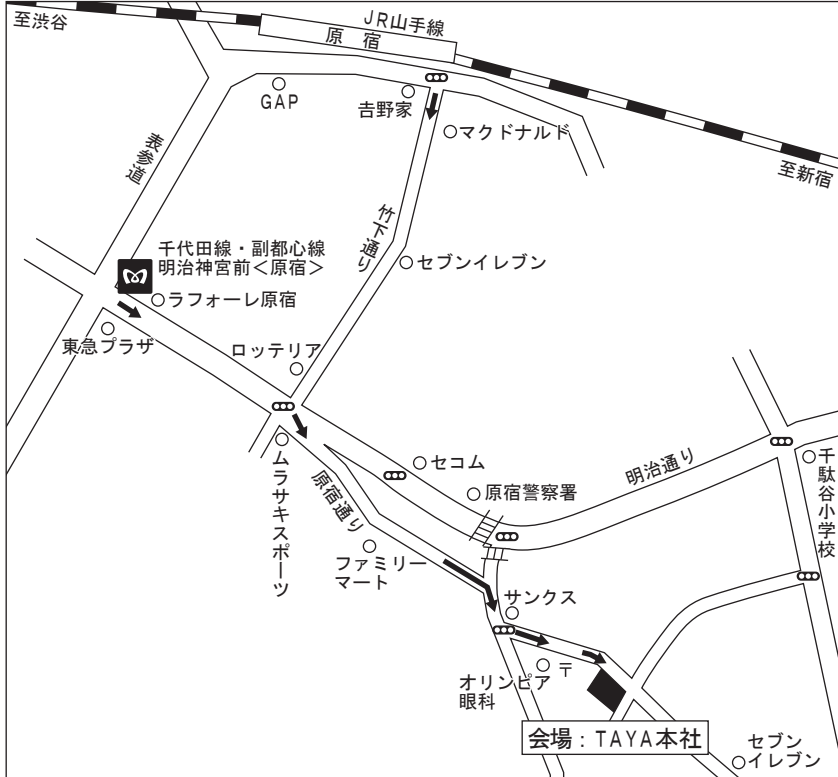 至渋谷
JR山手線
原宿
GAP
吉野家
マクドナルド
至新宿
表参道
竹下通り
千代田線・副都心線
明治神宮前<原宿>
セブンイレブン
ラフォーレ原宿
東急プラザ
ロッテリア
セコム
明治通り
千駄谷小学校
原宿警察署
ムラサキスポーツ
原宿通り
ファミリー
マート
サンクス
〒
オリンピア
眼科
会場：TAYA本社
セブン
イレブン